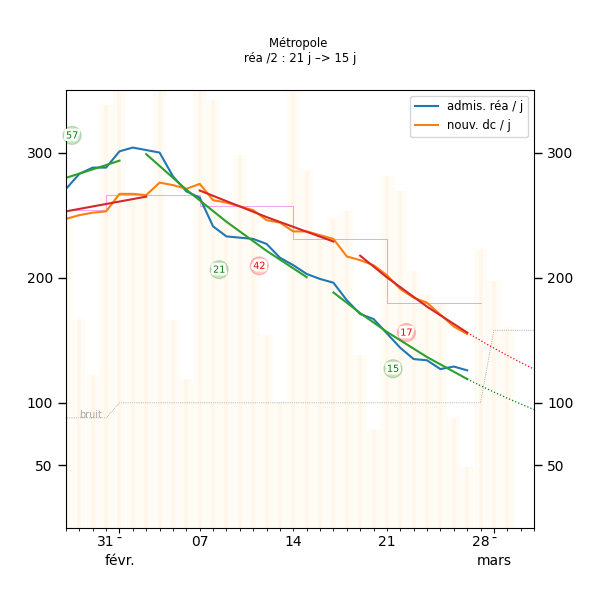 Métropole
réa /2 : 21 j –> 15 j
admis. réa / j
nouv. dc / j
57
300
300
21
42
200
200
17
15
100
100
bruit
50
50
31 07 14 21 28
févr. mars